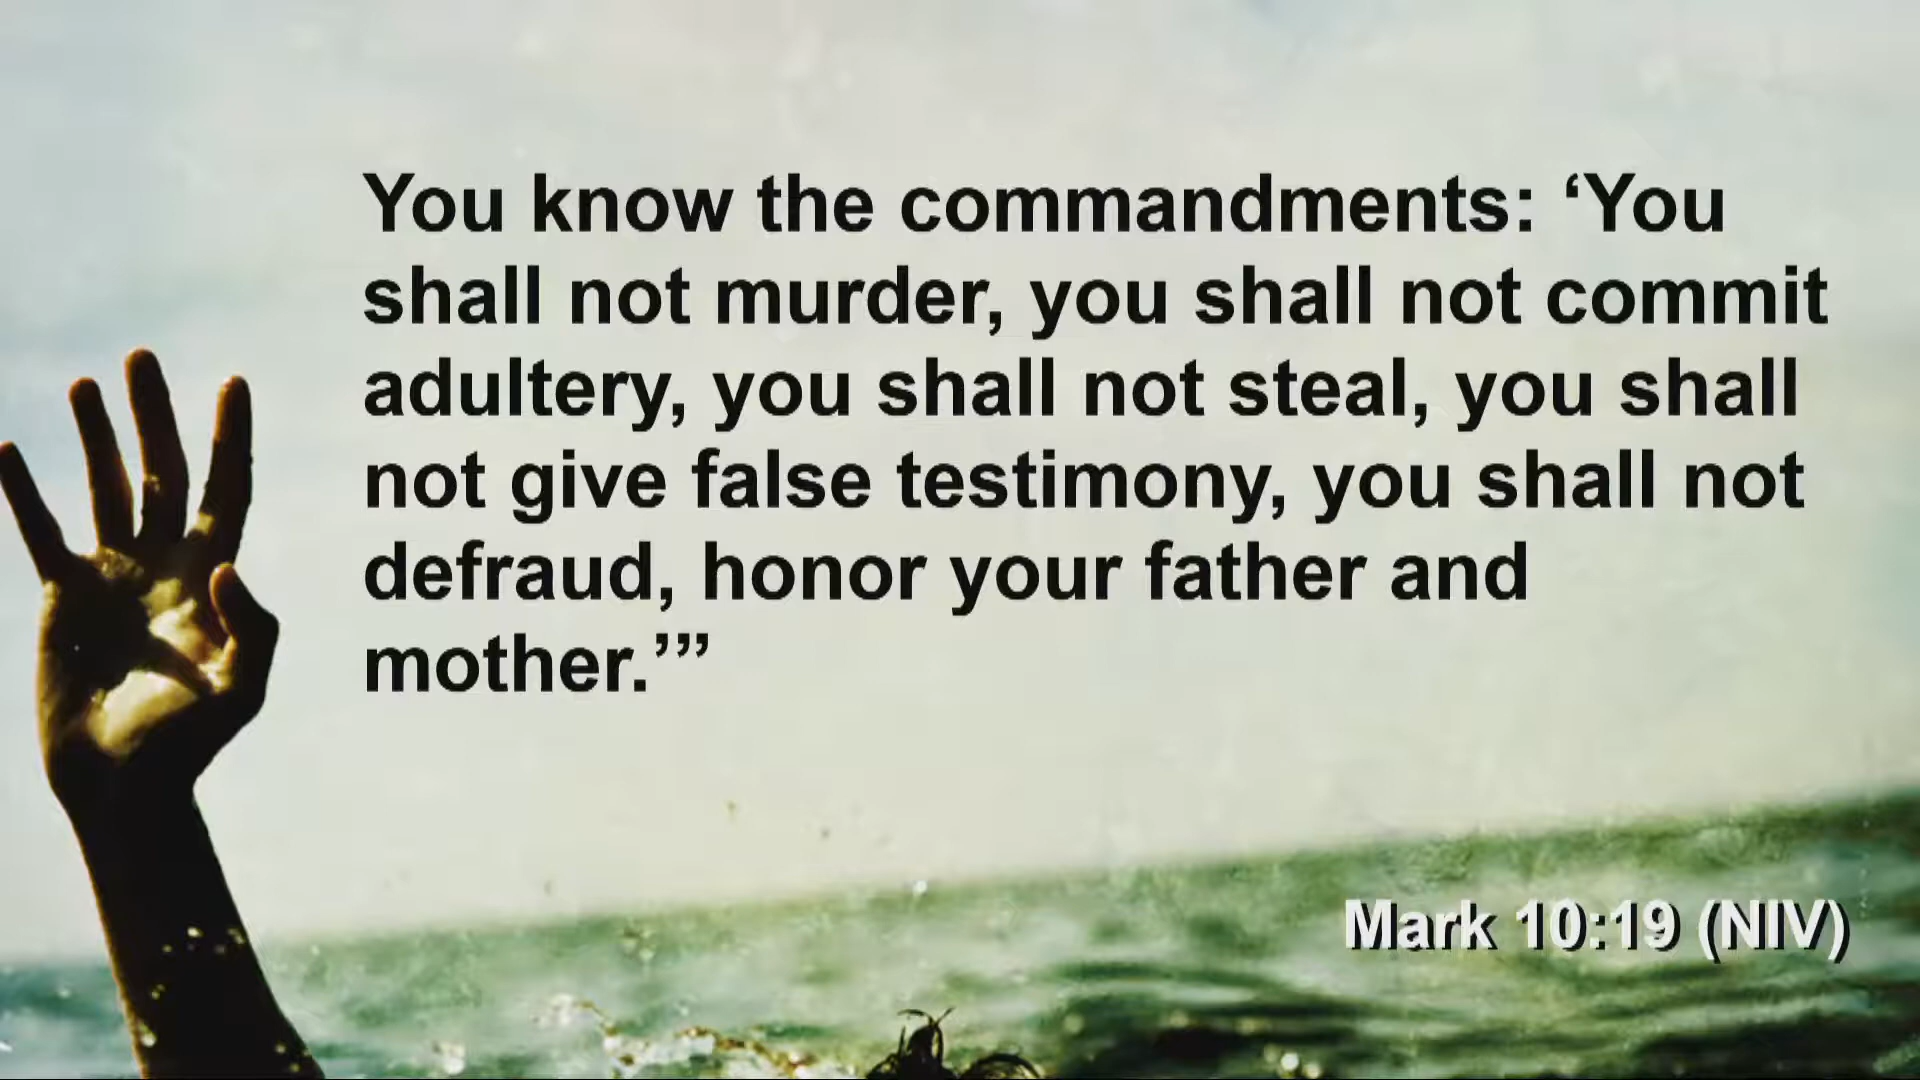 You know the commandments: ‘You
shall not murder, you shall not commit
adultery, you shall not steal, you shall
not give false testimony, you shall not
defraud, honor your father and
mother.’”
Mark 10:19 (NIV)